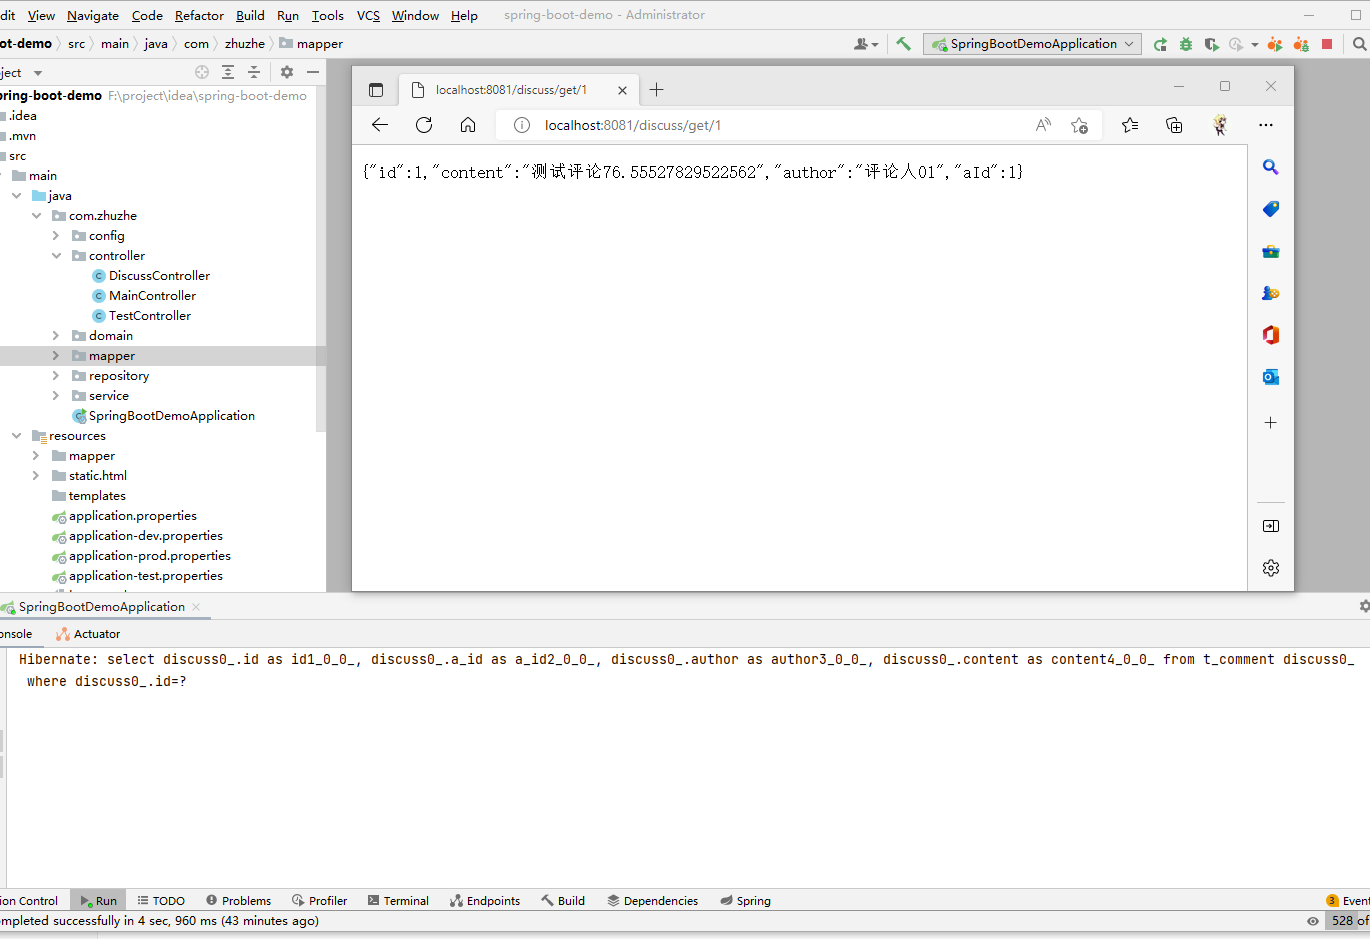 dit View Navigate Code Refactor Build Run Tools VCS Window Help spring-boot-demo - Administrator
ot-demo src main java com zhuzhe mapper SpringBootDemoApplication
ject
pring-boot-demo F:\project\idea\spring-boot-demo
.idea
.mvn
src
main
java
com.zhuzhe
config
controller
DiscussController
MainController
TestController
domain
mapper
repository
service
SpringBootDemoApplication
resources
mapper
static.html
templates
application.properties
application-dev.properties
application-prod.properties
application-test.properties
localhost:8081/discuss/get/1
localhost:8081/discuss/get/1
{"id":1,"content":"测试评论76.55527829522562","author":"评论人01","aId":1}
SpringBootDemoApplication
onsole Actuator
Hibernate: select discuss0_.id as id1_0_0_, discuss0_.a_id as a_id2_0_0_, discuss0_.author as author3_0_0_, discuss0_.content as content4_0_0_ from t_comment discuss0_
where discuss0_.id=?
ion Control Run TODO Problems Profiler Terminal Endpoints Build Dependencies Spring 3 Event
ompleted successfully in 4 sec, 960 ms (43 minutes ago) 528 of